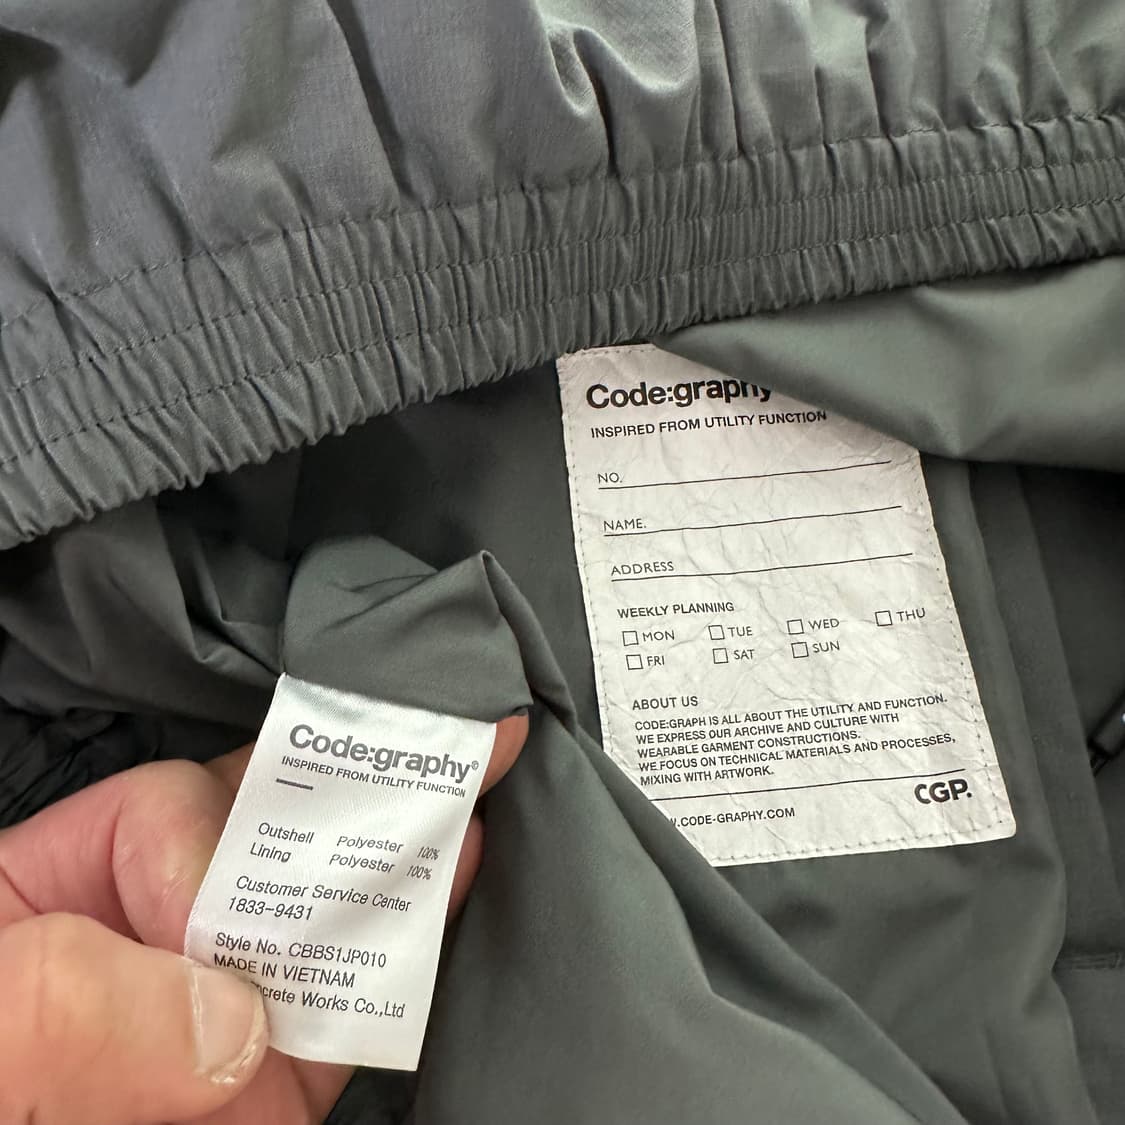 Code:graphy
INSPIRED FROM UTILITY FUNCTION
NO.
NAME.
ADDRESS
WEEKLY PLANNING
MON TUE WED THU
FRI SAT SUN
ABOUT US
CODE:GRAPH IS ALL ABOUT THE UTILITY AND FUNCTION.
WE EXPRESS OUR ARCHIVE AND CULTURE WITH
WEARABLE GARMENT CONSTRUCTIONS.
WE FOCUS ON TECHNICAL MATERIALS AND PROCESSES,
MIXING WITH ARTWORK.
CGP.
.CODE-GRAPHY.COM
Code:graphy®
INSPIRED FROM UTILITY FUNCTION
Outshell Polyester 100%
Lining Polyester 100%
Customer Service Center
1833-9431
Style No. CBBS1JP010
MADE IN VIETNAM
Works Co.,Ltd